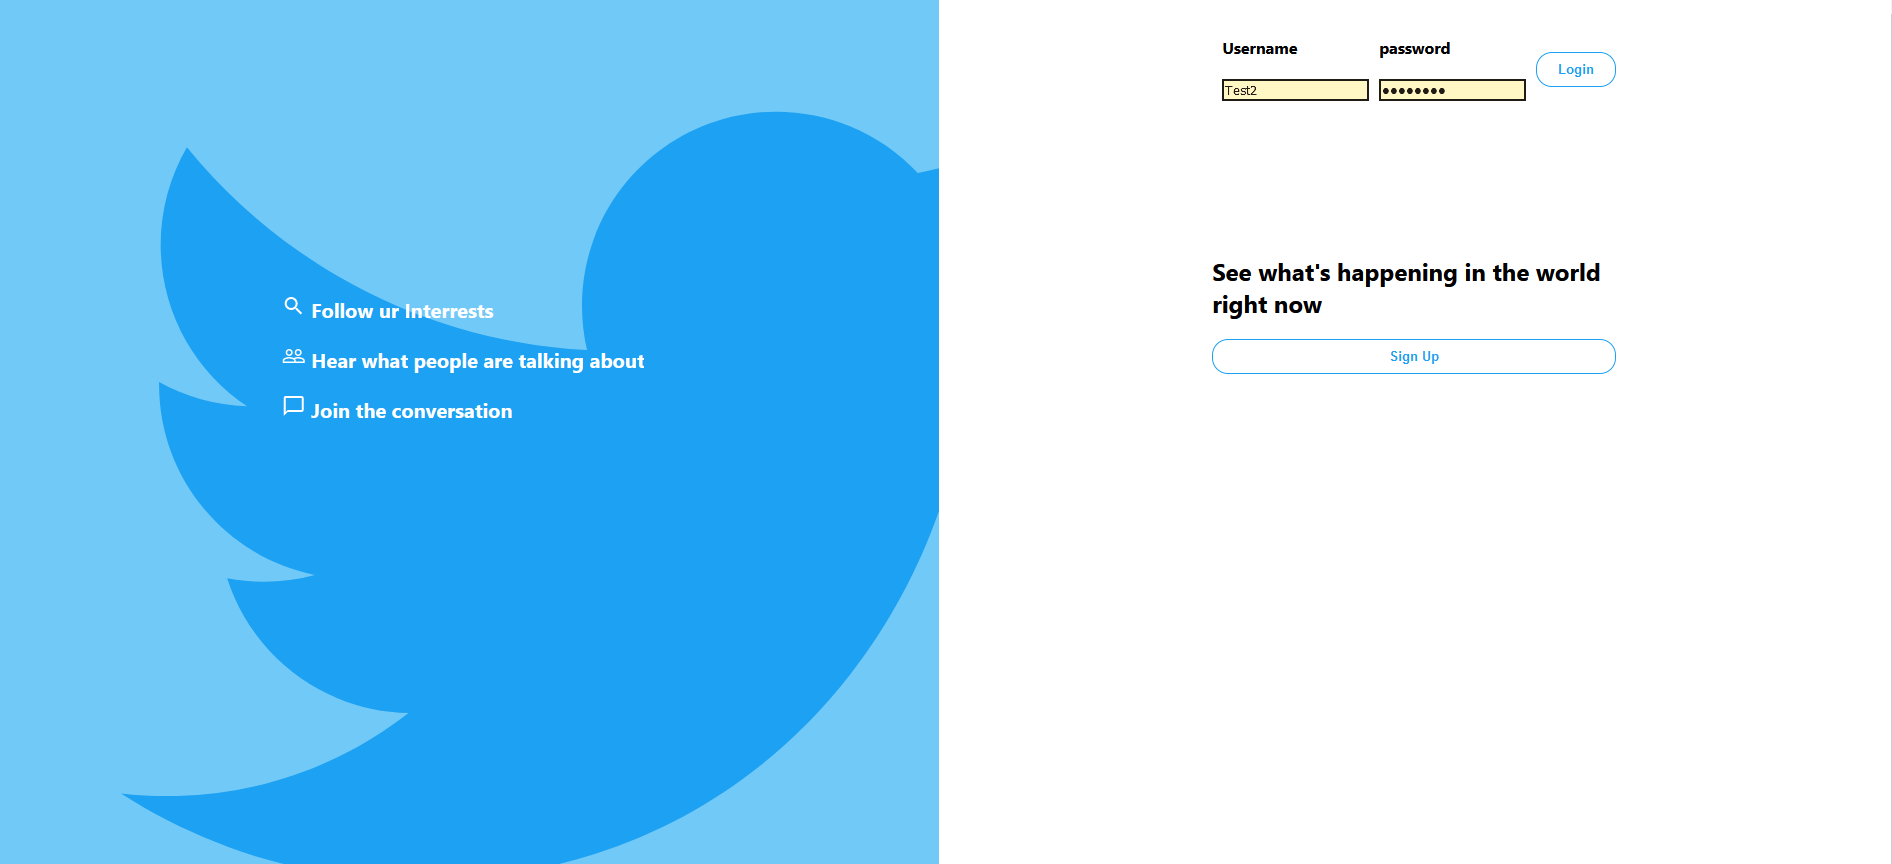 Follow ur Interrests
Hear what people are talking about
Join the conversation
Username password
Login
Test2 ●●●●●●●●
See what's happening in the world
right now
Sign Up